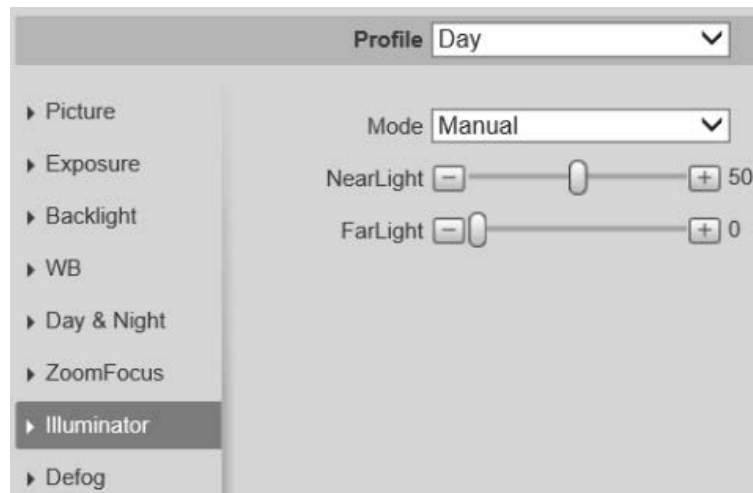 Profile Day
Picture
Exposure
Backlight
WB
Day & Night
ZoomFocus
Illuminator
Defog
Mode Manual
NearLight - + 50
FarLight - + 0